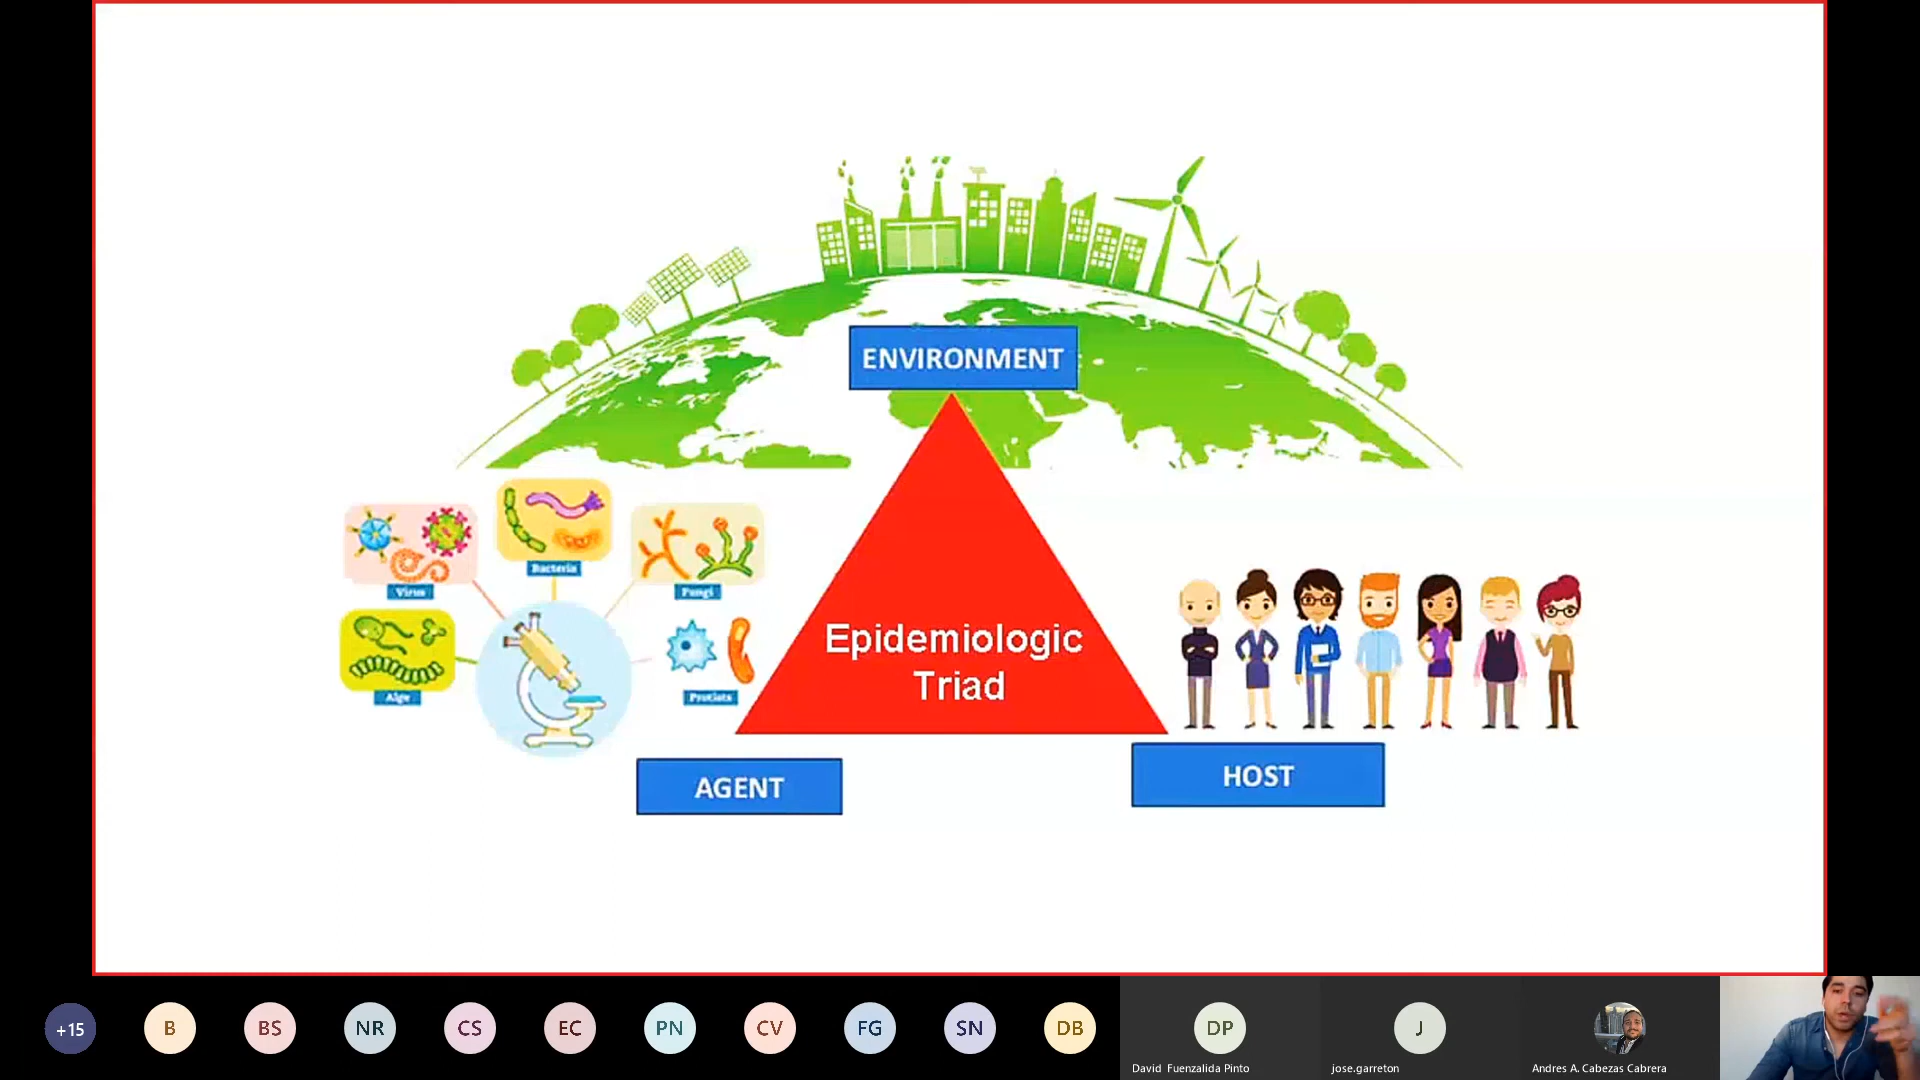 ENVIRONMENT
Virus
Bacteria
Fungi
Alge
Protists
Epidemiologic
Triad
AGENT
HOST
+15
B
BS
NR
CS
EC
PN
CV
FG
SN
DB
DP
David Fuenzalida Pinto
J
jose.garreton
Andres A. Cabezas Cabrera